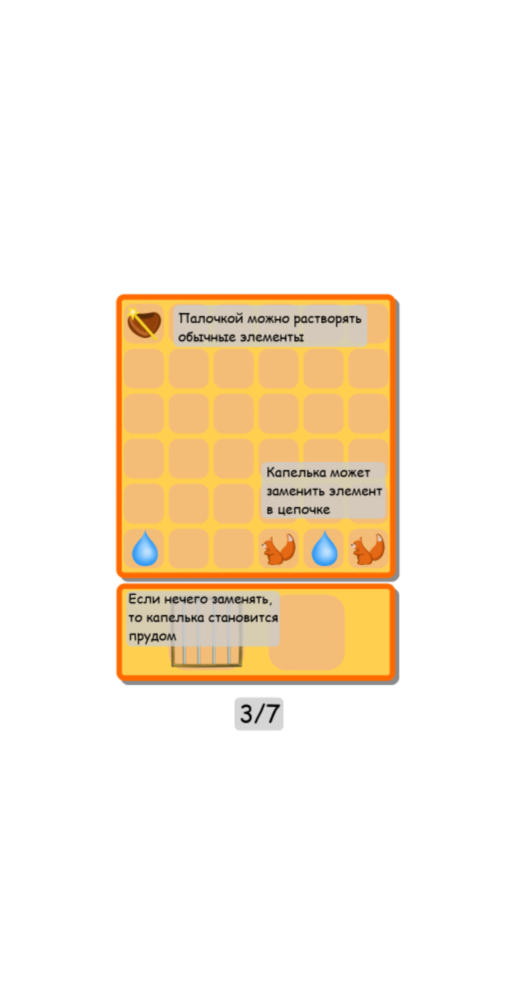 Палочкой можно растворять
обычные элементы
Капелька может
заменить элемент
в цепочке
Если нечего заменять,
то капелька становится
прудом
3/7